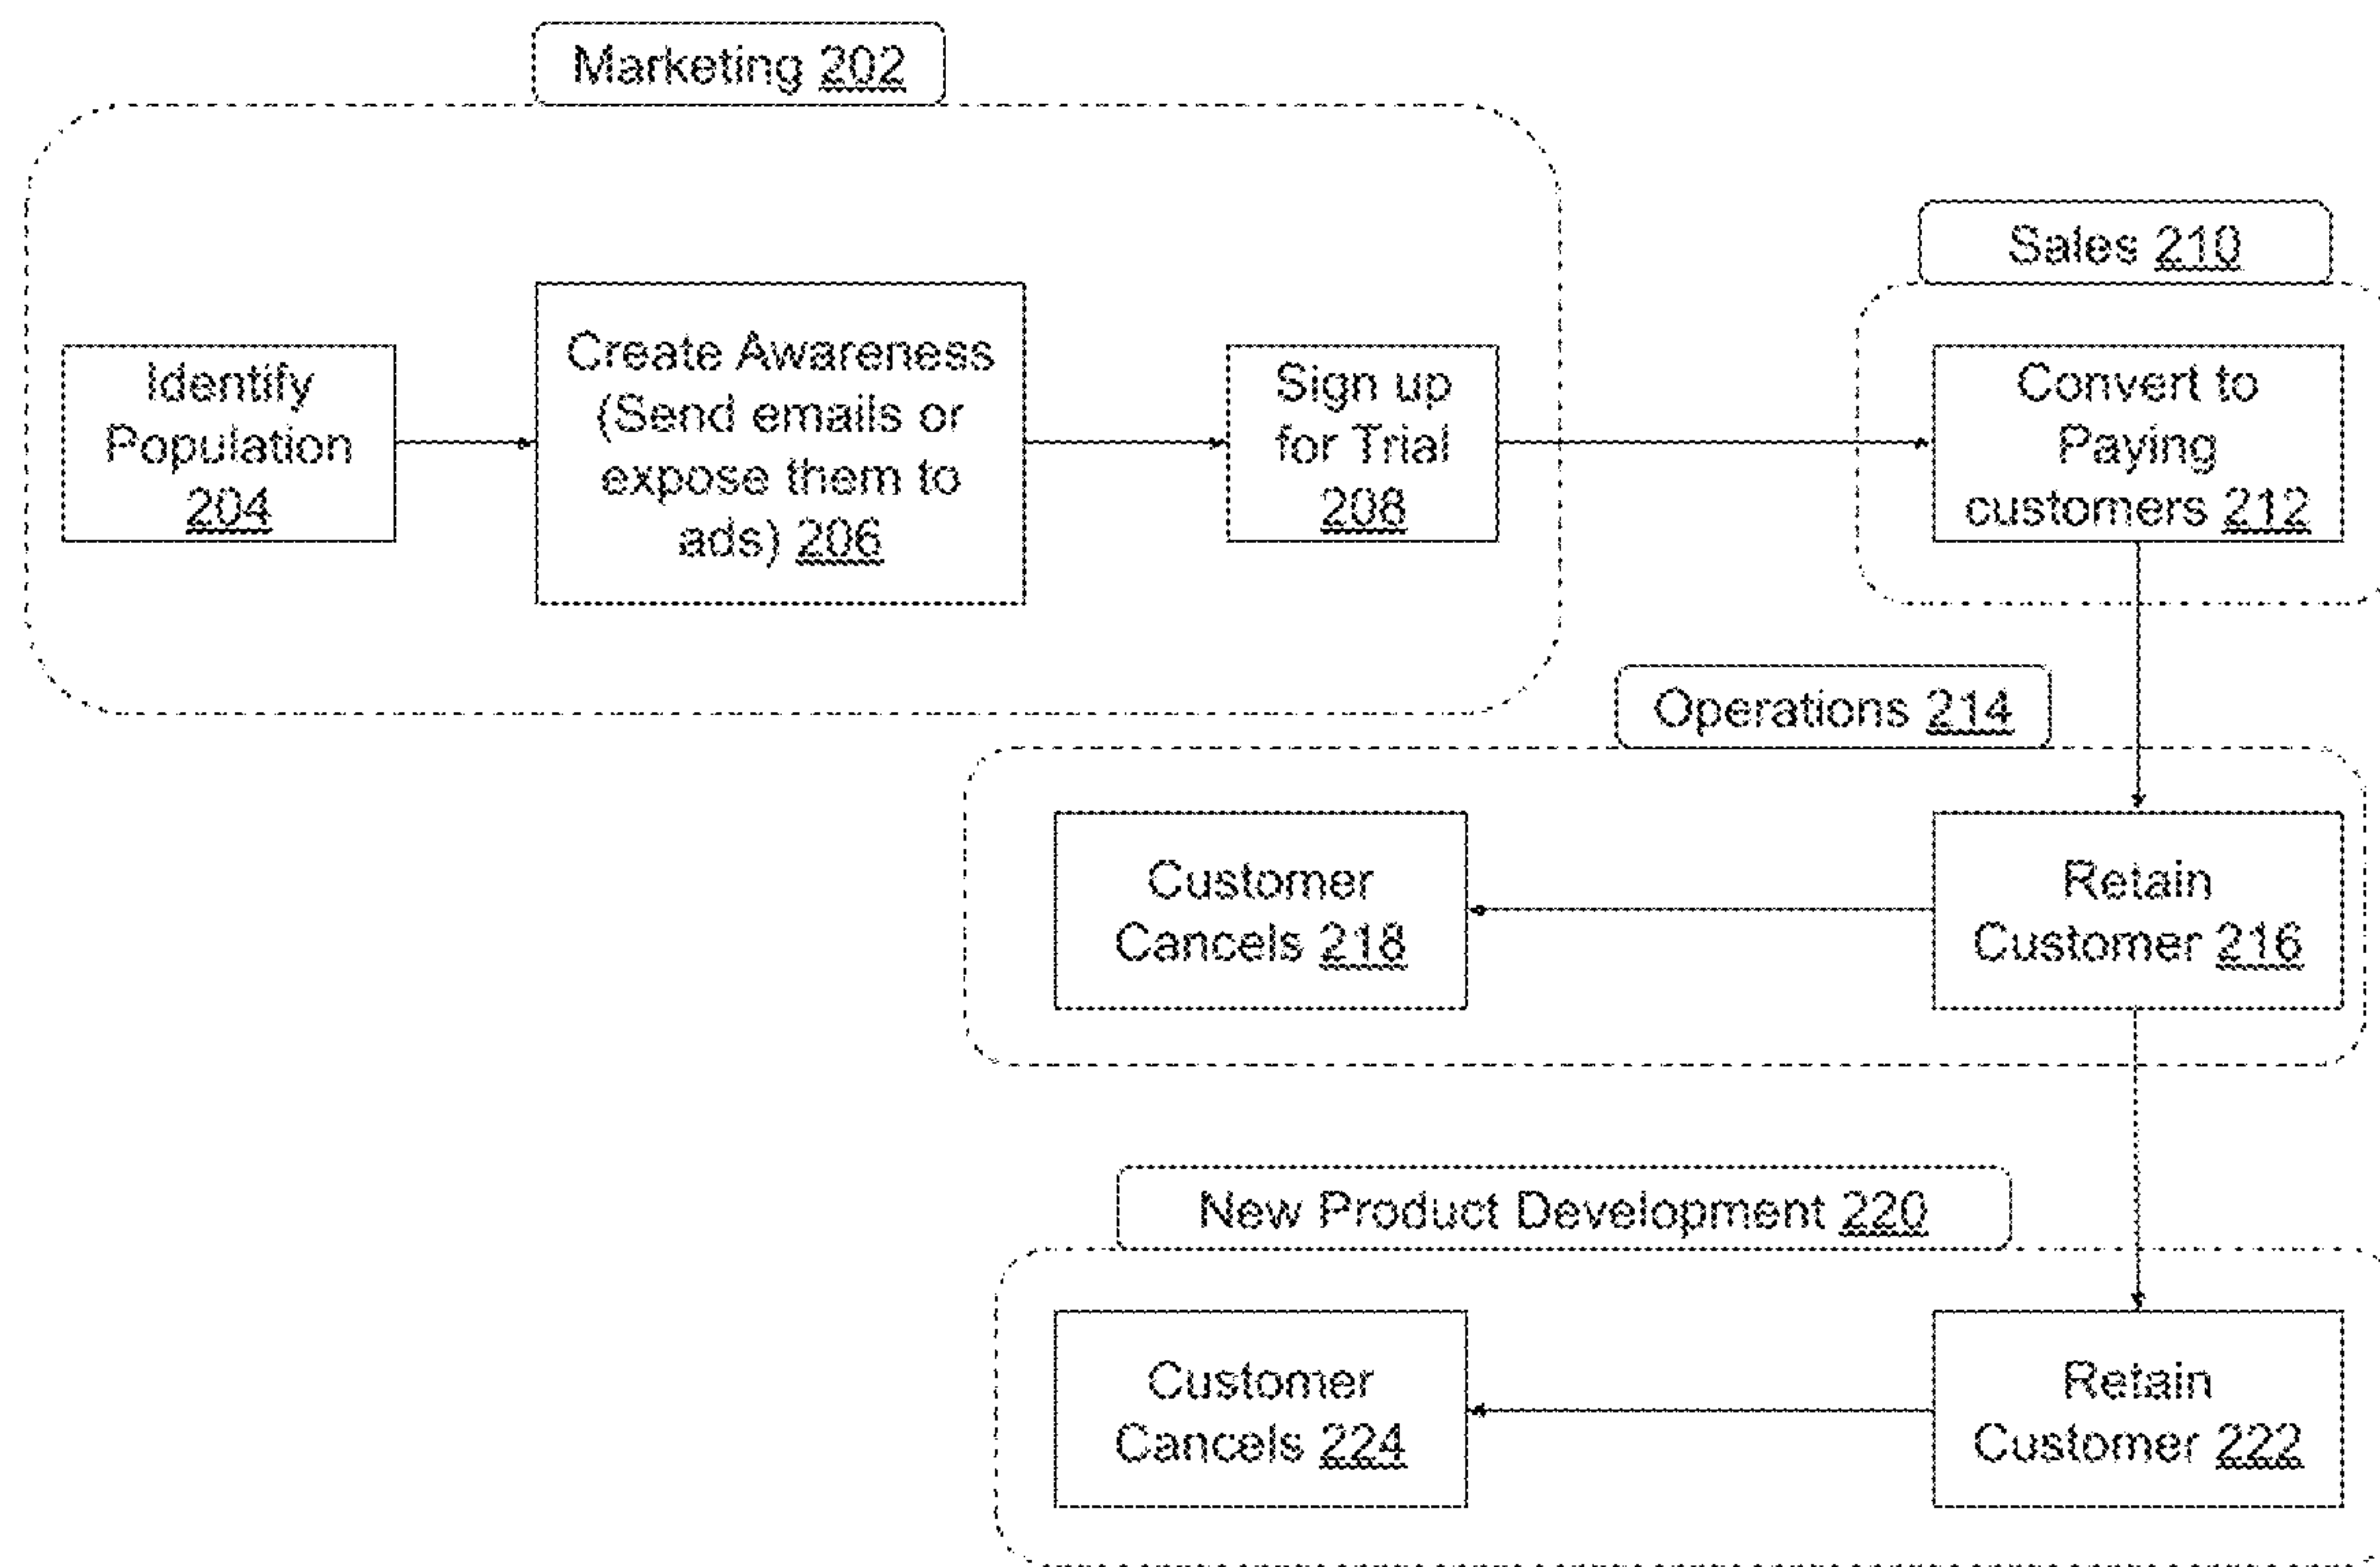 Marketing 202
Identify
Population
204
Create Awareness
(Send emails or
expose them to
ads) 206
Sign up
for Trial
208
Sales 210
Convert to
Paying
customers 212
Operations 214
Customer
Cancels 218
Retain
Customer 216
New Product Development 220
Customer
Cancels 224
Retain
Customer 222